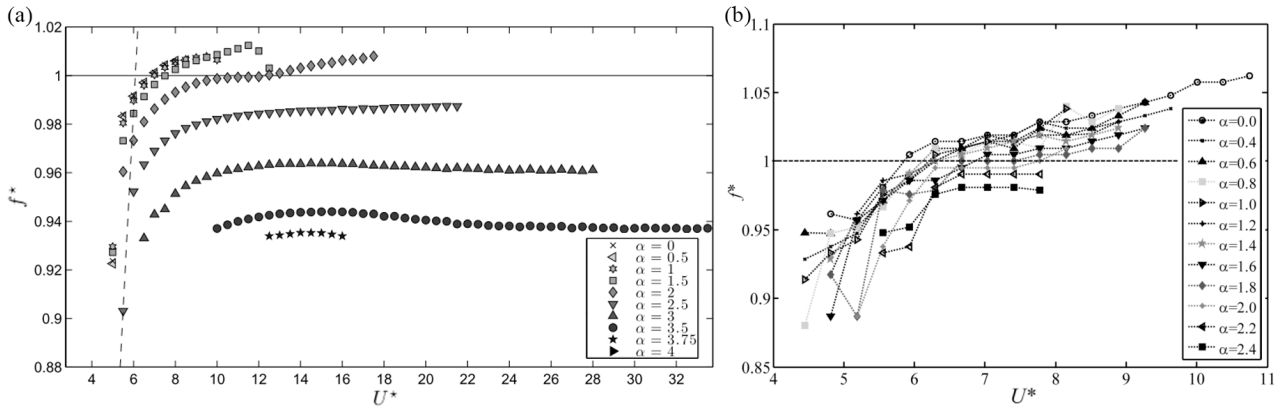 (a)
1.02
1
0.98
0.96
0.94
0.92
0.9
0.88
f*
4 6 8 10 12 14 16 18 20 22 24 26 28 30 32
U*
α = 0
α = 0.5
α = 1
α = 1.5
α = 2
α = 2.5
α = 3
α = 3.5
α = 3.75
α = 4
(b)
1.1
1.05
1
0.95
0.9
0.85
f*
4 5 6 7 8 9 10 11
U*
α=0.0
α=0.4
α=0.6
α=0.8
α=1.0
α=1.2
α=1.4
α=1.6
α=1.8
α=2.0
α=2.2
α=2.4